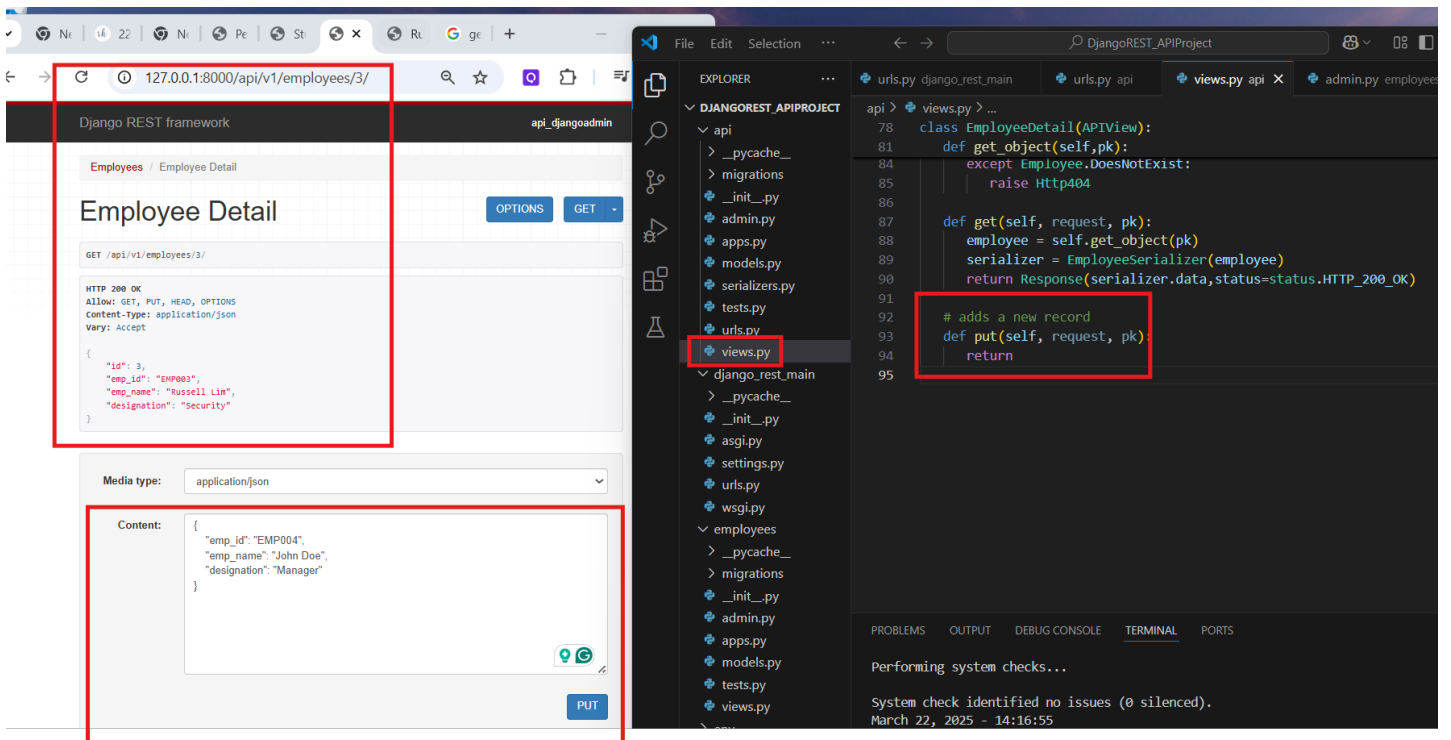 Ne
22
Ne
Pe
St
Ru
ge
127.0.0.1:8000/api/v1/employees/3/
Django REST framework
api_djangoadmin
Employees / Employee Detail
Employee Detail
OPTIONS
GET
GET /api/v1/employees/3/
HTTP 200 OK
Allow: GET, PUT, HEAD, OPTIONS
Content-Type: application/json
Vary: Accept
{
"id": 3,
"emp_id": "EMP003",
"emp_name": "Russell Lim",
"designation": "Security"
}
Media type:
application/json
Content:
{
"emp_id": "EMP004",
"emp_name": "John Doe",
"designation": "Manager"
}
PUT
File Edit Selection ···
DjangoREST_APIProject
EXPLORER ···
DJANGOREST_APIPROJECT
api
__pycache__
migrations
__init__.py
admin.py
apps.py
models.py
serializers.py
tests.py
urls.py
views.py
django_rest_main
__pycache__
__init__.py
asgi.py
settings.py
urls.py
wsgi.py
employees
__pycache__
migrations
__init__.py
admin.py
apps.py
models.py
tests.py
views.py
urls.py django_rest_main
urls.py api
views.py api
admin.py employees
api > views.py > ...
78 class EmployeeDetail(APIView):
81 def get_object(self,pk):
84 except Employee.DoesNotExist:
85 raise Http404
86
87 def get(self, request, pk):
88 employee = self.get_object(pk)
89 serializer = EmployeeSerializer(employee)
90 return Response(serializer.data,status=status.HTTP_200_OK)
91
92 # adds a new record
93 def put(self, request, pk):
94 return
95
PROBLEMS OUTPUT DEBUG CONSOLE TERMINAL PORTS
Performing system checks...
System check identified no issues (0 silenced).
March 22, 2025 - 14:16:55